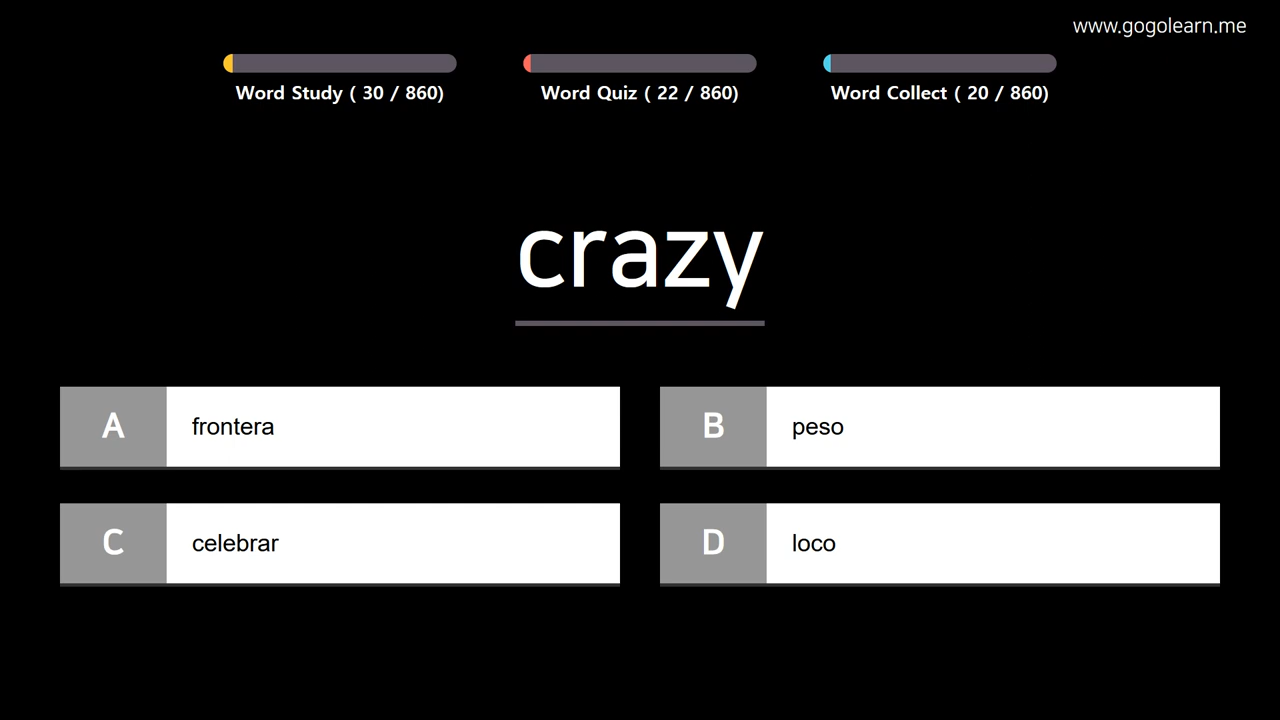 www.gogolearn.me
Word Study ( 30 / 860)
Word Quiz ( 22 / 860)
Word Collect ( 20 / 860)
crazy
A frontera
B peso
C celebrar
D loco